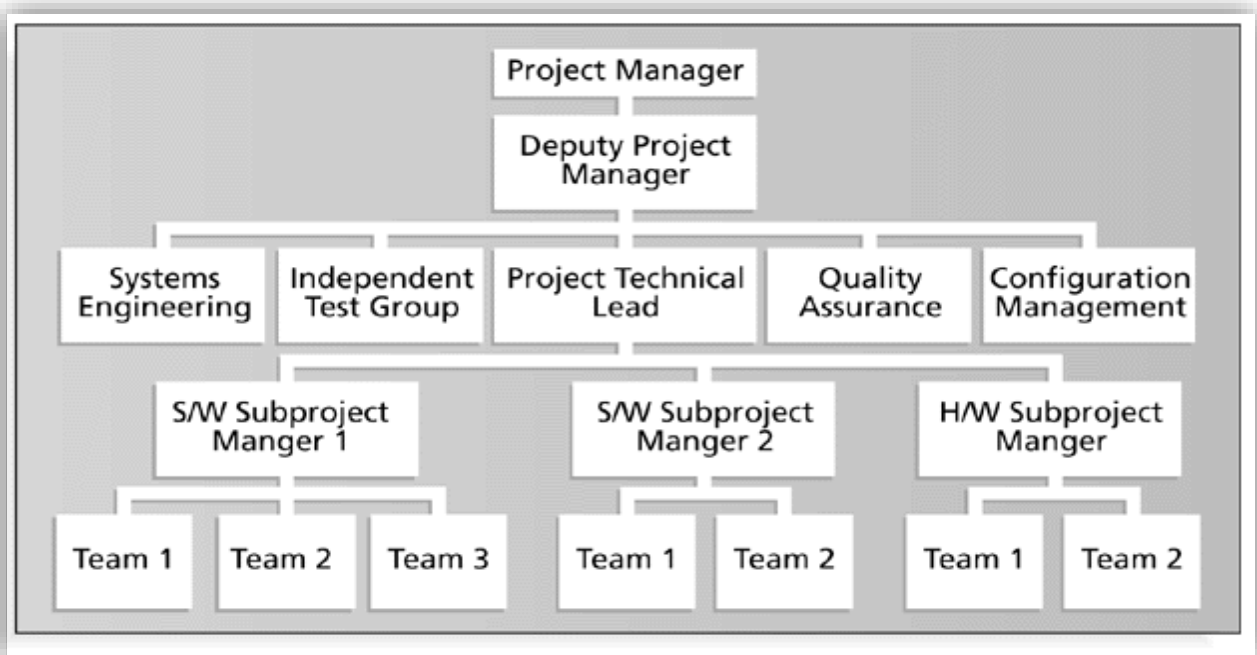 Project Manager
Deputy Project
Manager
Systems
Engineering
Independent
Test Group
Project Technical
Lead
Quality
Assurance
Configuration
Management
S/W Subproject
Manger 1
S/W Subproject
Manger 2
H/W Subproject
Manger
Team 1
Team 2
Team 3
Team 1
Team 2
Team 1
Team 2